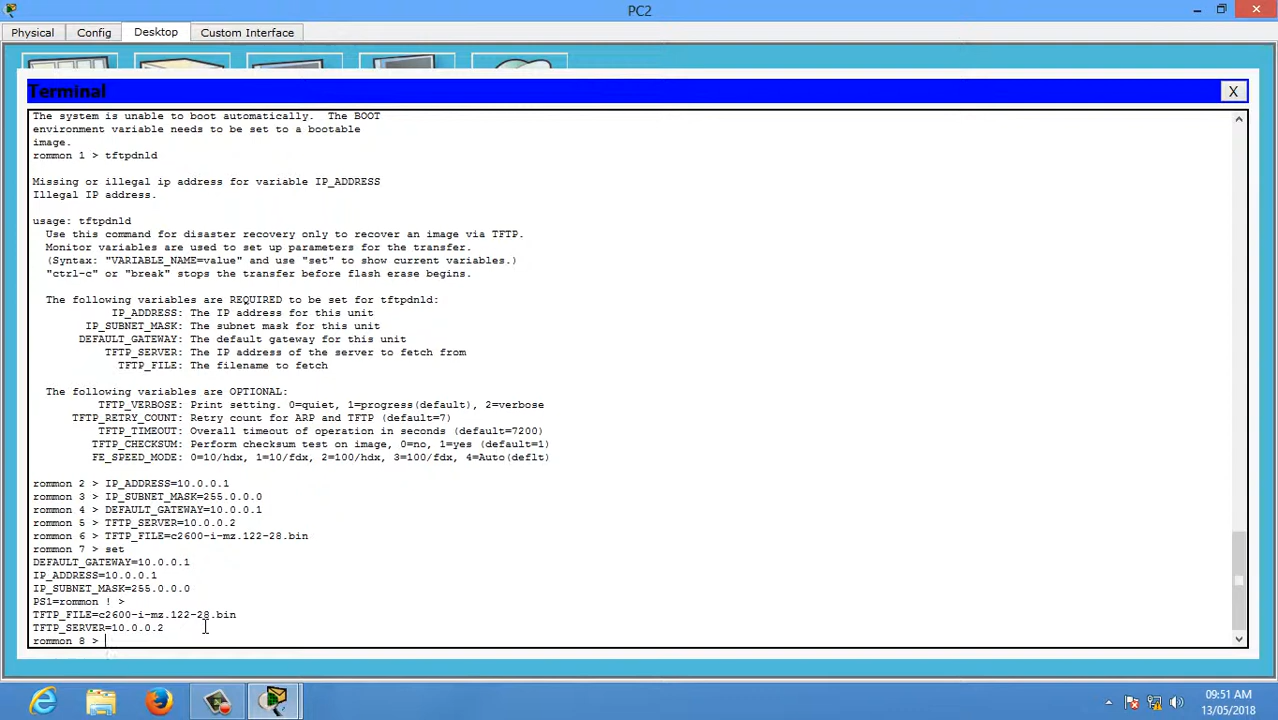 PC2
Physical Config Desktop Custom Interface
Terminal X
The system is unable to boot automatically.  The BOOT
environment variable needs to be set to a bootable
image.
rommon 1 > tftpdnld
Missing or illegal ip address for variable IP_ADDRESS
Illegal IP address.
usage: tftpdnld
Use this command for disaster recovery only to recover an image via TFTP.
Monitor variables are used to set up parameters for the transfer.
(Syntax: "VARIABLE_NAME=value" and use "set" to show current variables.)
"ctrl-c" or "break" stops the transfer before flash erase begins.
The following variables are REQUIRED to be set for tftpdnld:
IP_ADDRESS: The IP address for this unit
IP_SUBNET_MASK: The subnet mask for this unit
DEFAULT_GATEWAY: The default gateway for this unit
TFTP_SERVER: The IP address of the server to fetch from
TFTP_FILE: The filename to fetch
The following variables are OPTIONAL:
TFTP_VERBOSE: Print setting. 0=quiet, 1=progress(default), 2=verbose
TFTP_RETRY_COUNT: Retry count for ARP and TFTP (default=7)
TFTP_TIMEOUT: Overall timeout of operation in seconds (default=7200)
TFTP_CHECKSUM: Perform checksum test on image, 0=no, 1=yes (default=1)
FE_SPEED_MODE: 0=10/hdx, 1=10/fdx, 2=100/hdx, 3=100/fdx, 4=Auto(deflt)
rommon 2 > IP_ADDRESS=10.0.0.1
rommon 3 > IP_SUBNET_MASK=255.0.0.0
rommon 4 > DEFAULT_GATEWAY=10.0.0.1
rommon 5 > TFTP_SERVER=10.0.0.2
rommon 6 > TFTP_FILE=c2600-i-mz.122-28.bin
rommon 7 > set
DEFAULT_GATEWAY=10.0.0.1
IP_ADDRESS=10.0.0.1
IP_SUBNET_MASK=255.0.0.0
PS1=rommon ! >
TFTP_FILE=c2600-i-mz.122-28.bin
TFTP_SERVER=10.0.0.2
rommon 8 >
09:51 AM
13/05/2018